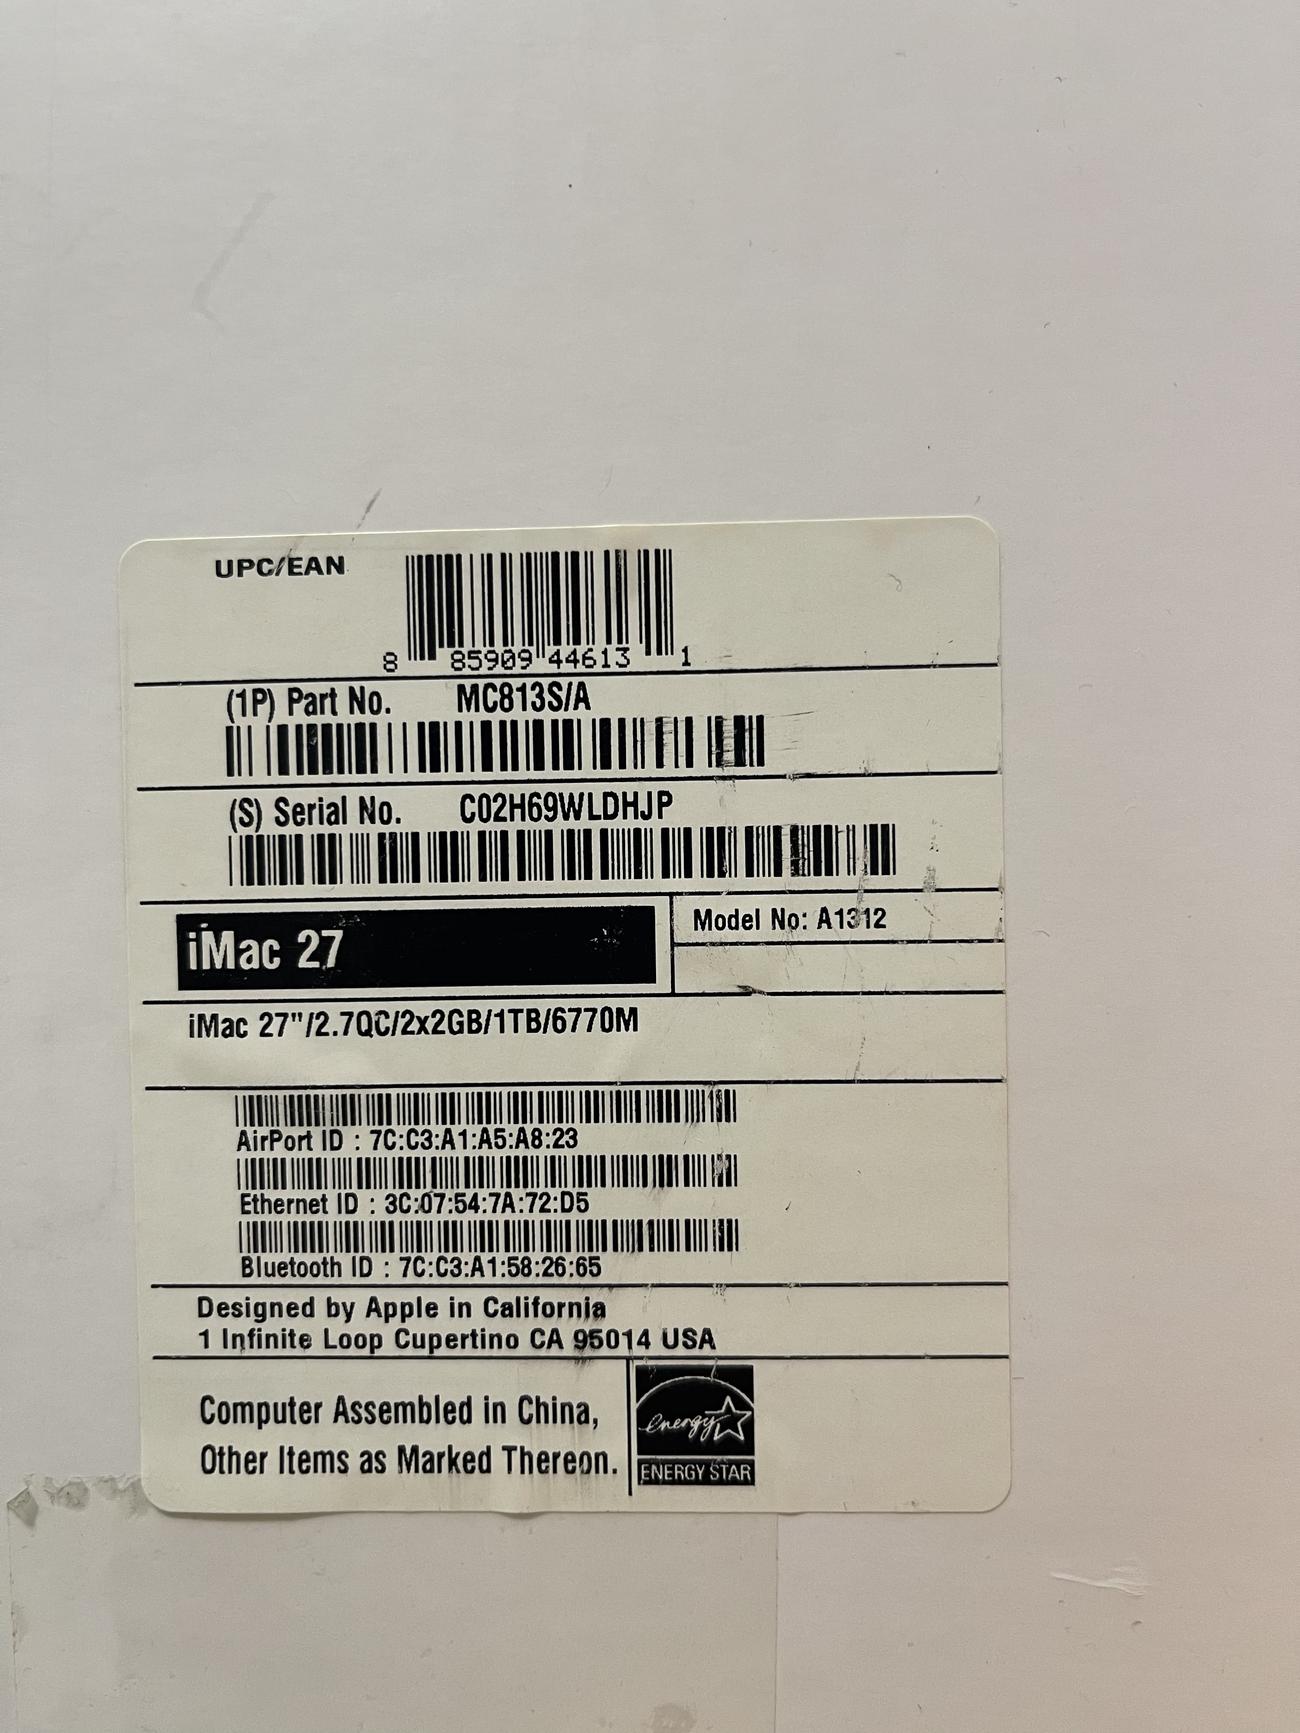 UPC/EAN
8 85909 44613 1
(1P) Part No. MC813S/A
(S) Serial No. C02H69WLDHJP
iMac 27
Model No: A1312
iMac 27"/2.7QC/2x2GB/1TB/6770M
AirPort ID : 7C:C3:A1:A5:A8:23
Ethernet ID : 3C:07:54:7A:72:D5
Bluetooth ID : 7C:C3:A1:58:26:65
Designed by Apple in California
1 Infinite Loop Cupertino CA 95014 USA
Computer Assembled in China,
Other Items as Marked Thereon.
energy
ENERGY STAR